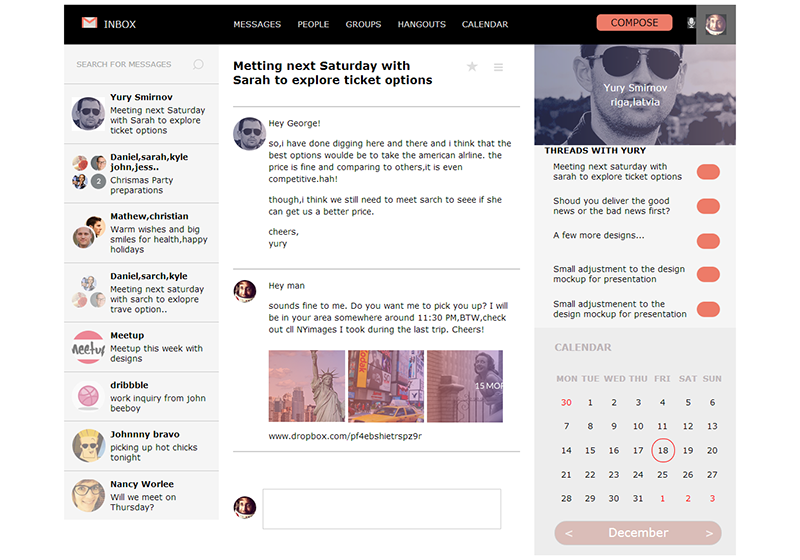 INBOX
MESSAGES PEOPLE GROUPS HANGOUTS CALENDAR
COMPOSE
SEARCH FOR MESSAGES
Yury Smirnov
Meeting next Saturday
with Sarah to explore
ticket options
Daniel,sarah,kyle
john,jess..
2
Chrismas Party
preparations
Mathew,christian
Warm wishes and big
smiles for health,happy
holidays
Daniel,sarch,kyle
Meeting next satuday
with sarch to exlopre
trave option..
meetup
Meetup
Meetup this week with
designs
dribbble
work inquiry from john
beeboy
Johnnny bravo
picking up hot chicks
tonight
Nancy Worlee
Will we meet on
Thursday?
Metting next Saturday with
Sarah to explore ticket options
Hey George!
so,i have done digging here and there and i think that the
best options woulde be to take the american alrline. the
price is fine and comparing to others,it is even
competitive.hah!
though,i think we still need to meet sarch to seee if she
can get us a better price.
cheers,
yury
Hey man
sounds fine to me. Do you want me to pick you up? I will
be in your area somewhere around 11:30 PM,BTW,check
out cll NYimages I took during the last trip. Cheers!
Kodak
15 MOR
www.dropbox.com/pf4ebshietrspz9r
Yury Smirnov
riga,latvia
THREADS WITH YURY
Meeting next saturday with
sarah to explore ticket options
Shoud you deliver the good
news or the bad news first?
A few more designs...
Small adjustment to the design
mockup for presentation
Small adjustmenent to the
design mockup for presentation
CALENDAR
MON TUE WED THU FRI SAT SUN
30 1 2 3 4 5 6
7 8 9 10 11 12 13
14 15 16 17 18 19 20
21 22 23 24 25 26 27
28 29 30 31 1 2 3
< December >